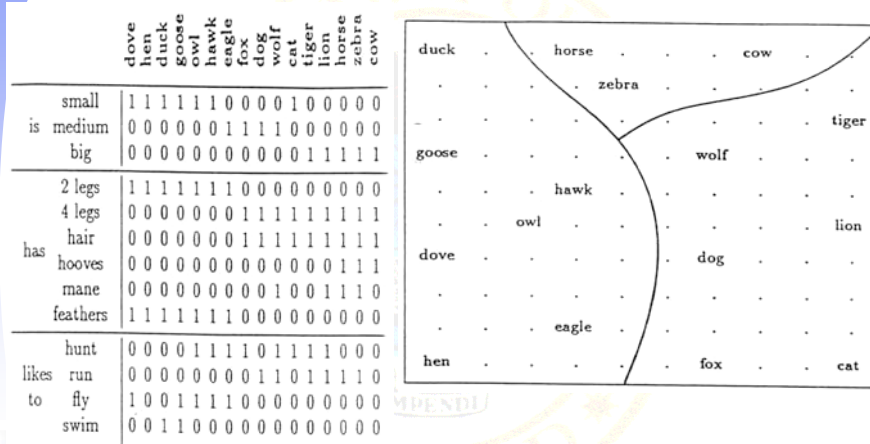 dove hen duck goose owl hawk eagle fox dog wolf cat tiger lion horse zebra cow
small 1 1 1 1 1 1 0 0 0 0 1 0 0 0 0 0
is medium 0 0 0 0 0 0 1 1 1 1 0 0 0 0 0 0
big 0 0 0 0 0 0 0 0 0 0 0 1 1 1 1 1
2 legs 1 1 1 1 1 1 1 0 0 0 0 0 0 0 0 0
4 legs 0 0 0 0 0 0 0 1 1 1 1 1 1 1 1 1
hair 0 0 0 0 0 0 0 1 1 1 1 1 1 1 1 1
has
hooves 0 0 0 0 0 0 0 0 0 0 0 0 0 1 1 1
mane 0 0 0 0 0 0 0 0 0 1 0 0 1 1 1 0
feathers 1 1 1 1 1 1 1 0 0 0 0 0 0 0 0 0
hunt 0 0 0 0 1 1 1 1 0 1 1 1 1 0 0 0
likes run 0 0 0 0 0 0 0 0 1 1 0 1 1 1 1 0
to fly 1 0 0 1 1 1 1 0 0 0 0 0 0 0 0 0
swim 0 0 1 1 0 0 0 0 0 0 0 0 0 0 0 0
duck horse cow
zebra
tiger
goose wolf
hawk
owl lion
dove dog
eagle
hen fox cat